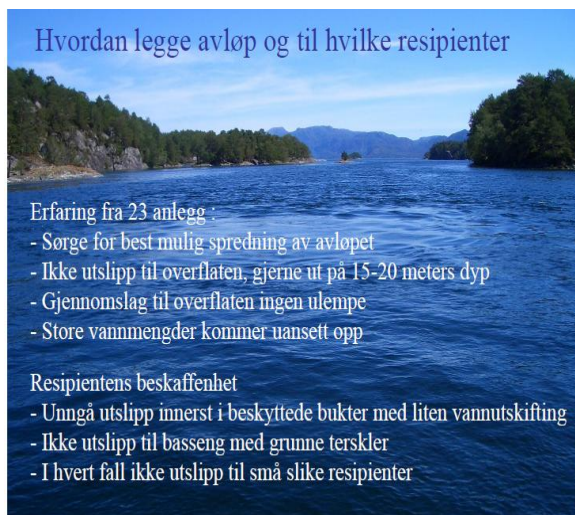 Hvordan legge avløp og til hvilke resipienter
Erfaring fra 23 anlegg :
- Sørge for best mulig spredning av avløpet
- Ikke utslipp til overflaten, gjerne ut på 15-20 meters dyp
- Gjennomslag til overflaten ingen ulempe
- Store vannmengder kommer uansett opp
Resipientens beskaffenhet
- Unngå utslipp innerst i beskyttede bukter med liten vannutskifting
- Ikke utslipp til basseng med grunne terskler
- I hvert fall ikke utslipp til små slike resipienter